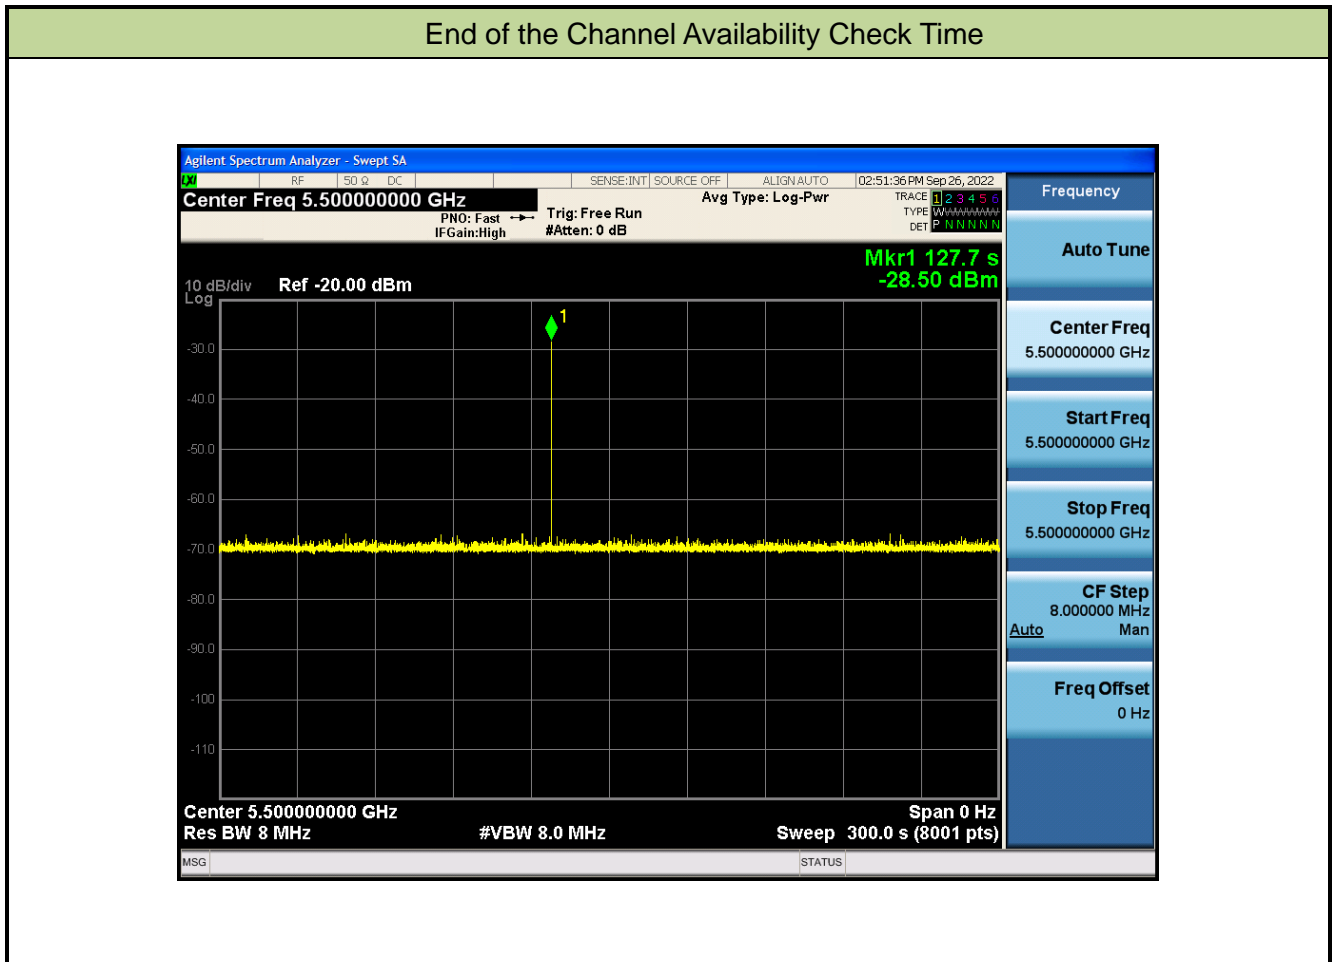 End of the Channel Availability Check Time
Agilent Spectrum Analyzer - Swept SA
LXI RF 50 Ω DC SENSE:INT SOURCE OFF ALIGN AUTO 02:51:36 PM Sep 26, 2022
Center Freq 5.500000000 GHz
PNO: Fast
IFGain:High
Trig: Free Run
#Atten: 0 dB
Avg Type: Log-Pwr
TRACE 1 2 3 4 5 6
TYPE WWWWWWW
DET P N N N N N
Mkr1 127.7 s
-28.50 dBm
10 dB/div Ref -20.00 dBm
Log
1
-30.0
-40.0
-50.0
-60.0
-70.0
-80.0
-90.0
-100
-110
Center 5.500000000 GHz Span 0 Hz
Res BW 8 MHz #VBW 8.0 MHz Sweep 300.0 s (8001 pts)
MSG STATUS
Frequency
Auto Tune
Center Freq
5.500000000 GHz
Start Freq
5.500000000 GHz
Stop Freq
5.500000000 GHz
CF Step
8.000000 MHz
Auto Man
Freq Offset
0 Hz